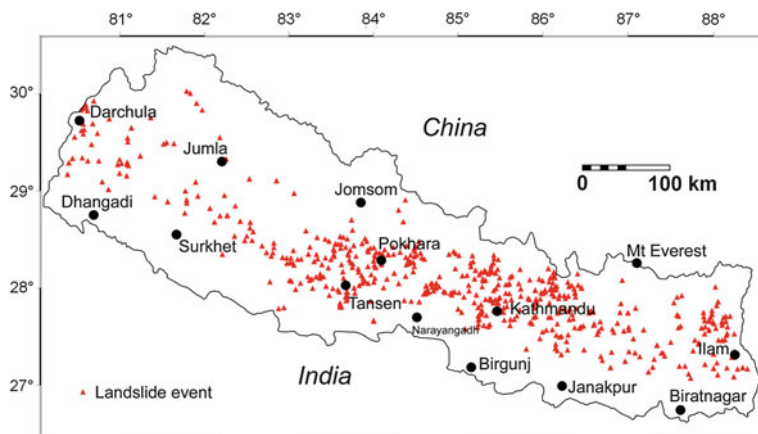 81° 82° 83° 84° 85° 86° 87° 88°
30°
Darchula
China
Jumla
0 100 km
29°
Jomsom
Dhangadi
Surkhet
Pokhara
Mt Everest
28°
Tansen
Kathmandu
Narayangadh
Ilam
Birgunj
India
27°
Janakpur
Landslide event
Biratnagar